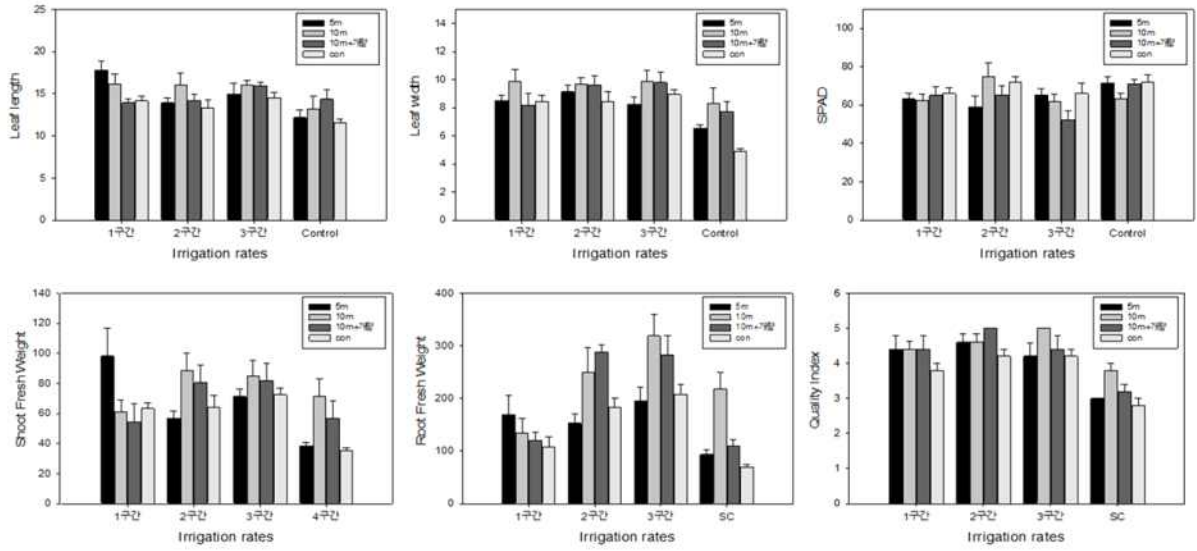 Leaf length
25
20
15
10
5
0
5m
10m
con
1구간 2구간 3구간 Control
Irrigation rates
Leaf width
14
12
10
8
6
4
2
0
5m
10m
con
1구간 2구간 3구간 Control
Irrigation rates
SPAD
100
80
60
40
20
0
5m
10m
con
1구간 2구간 3구간 Control
Irrigation rates
Shoot Fresh Weight
140
120
100
80
60
40
20
0
5m
10m
con
1구간 2구간 3구간 4구간
Irrigation rates
Root Fresh Weight
400
300
200
100
0
5m
10m
con
1구간 2구간 3구간 SC
Irrigation rates
Quality Index
6
5
4
3
2
1
0
5m
10m
con
1구간 2구간 3구간 SC
Irrigation rates